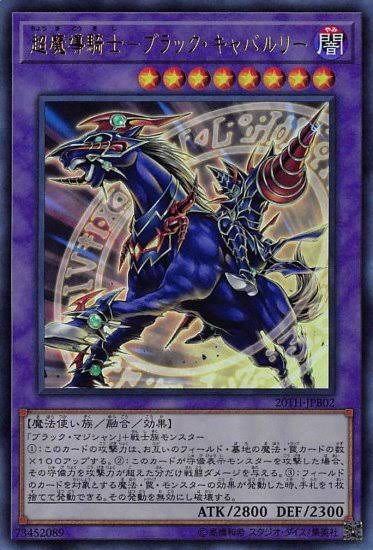 超魔導騎士－ブラック・キャバルリー
闇
20TH-JPB02
【魔法使い族／融合／効果】
「ブラック・マジシャン」＋戦士族モンスター
①：このカードの攻撃力は、お互いのフィールド・墓地の魔法・罠カードの数
×１００アップする。②：このカードが守備表示モンスターを攻撃した場合、
その守備力を攻撃力が超えた分だけ戦闘ダメージを与える。③：フィールド
のカードを対象とする魔法・罠・モンスターの効果が発動した時、手札を１枚
捨てて発動できる。その発動を無効にし破壊する。
ATK/2800 DEF/2300
73452089
©高橋和希 スタジオ・ダイス/集英社